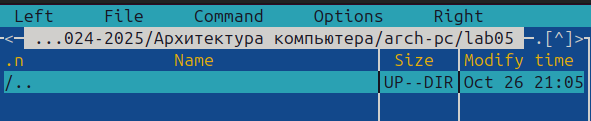 Left File Command Options Right
<─ ...024-2025/Архитектура компьютера/arch-pc/lab05 ─.[^]>
.n Name Size Modify time
/.. UP--DIR Oct 26 21:05